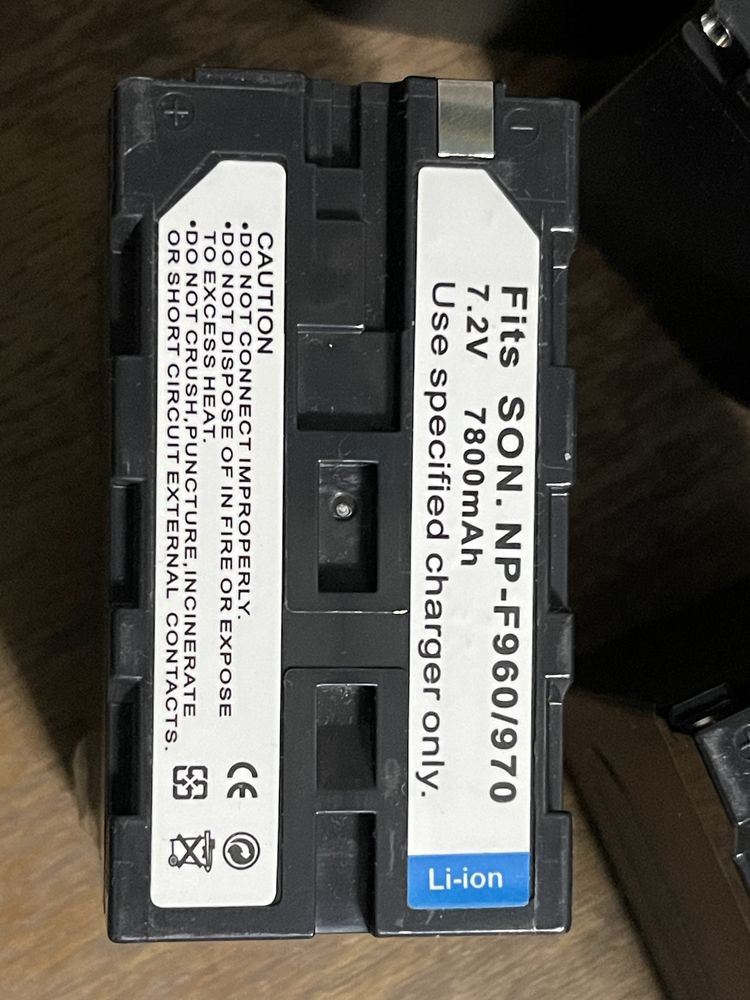 Fits SON. NP-F960/970
7.2V 7800mAh
Use specified charger only.
Li-ion
CAUTION
•DO NOT CONNECT IMPROPERLY.
•DO NOT DISPOSE OF IN FIRE OR EXPOSE
TO EXCESS HEAT.
•DO NOT CRUSH,PUNCTURE,INCINERATE
OR SHORT CIRCUIT EXTERNAL CONTACTS.
CE
+
−